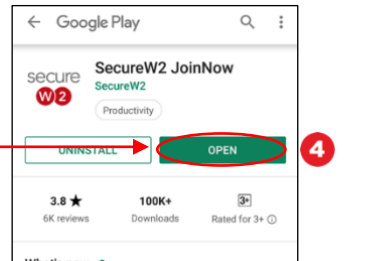 Google Play
SecureW2 JoinNow
secure
W2
SecureW2
Productivity
UNINSTALL
OPEN
4
3.8 ★
100K+
3+
6K reviews
Downloads
Rated for 3+